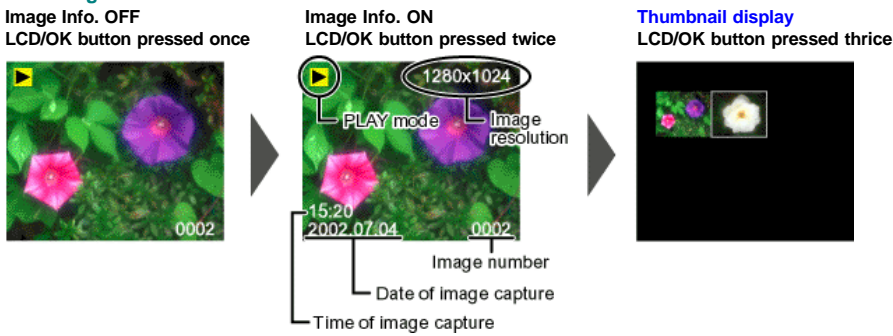 Image Info. OFF
LCD/OK button pressed once
0002
Image Info. ON
LCD/OK button pressed twice
1280x1024
PLAY mode
Image
resolution
15:20
2002.07.04
0002
Image number
Date of image capture
Time of image capture
Thumbnail display
LCD/OK button pressed thrice